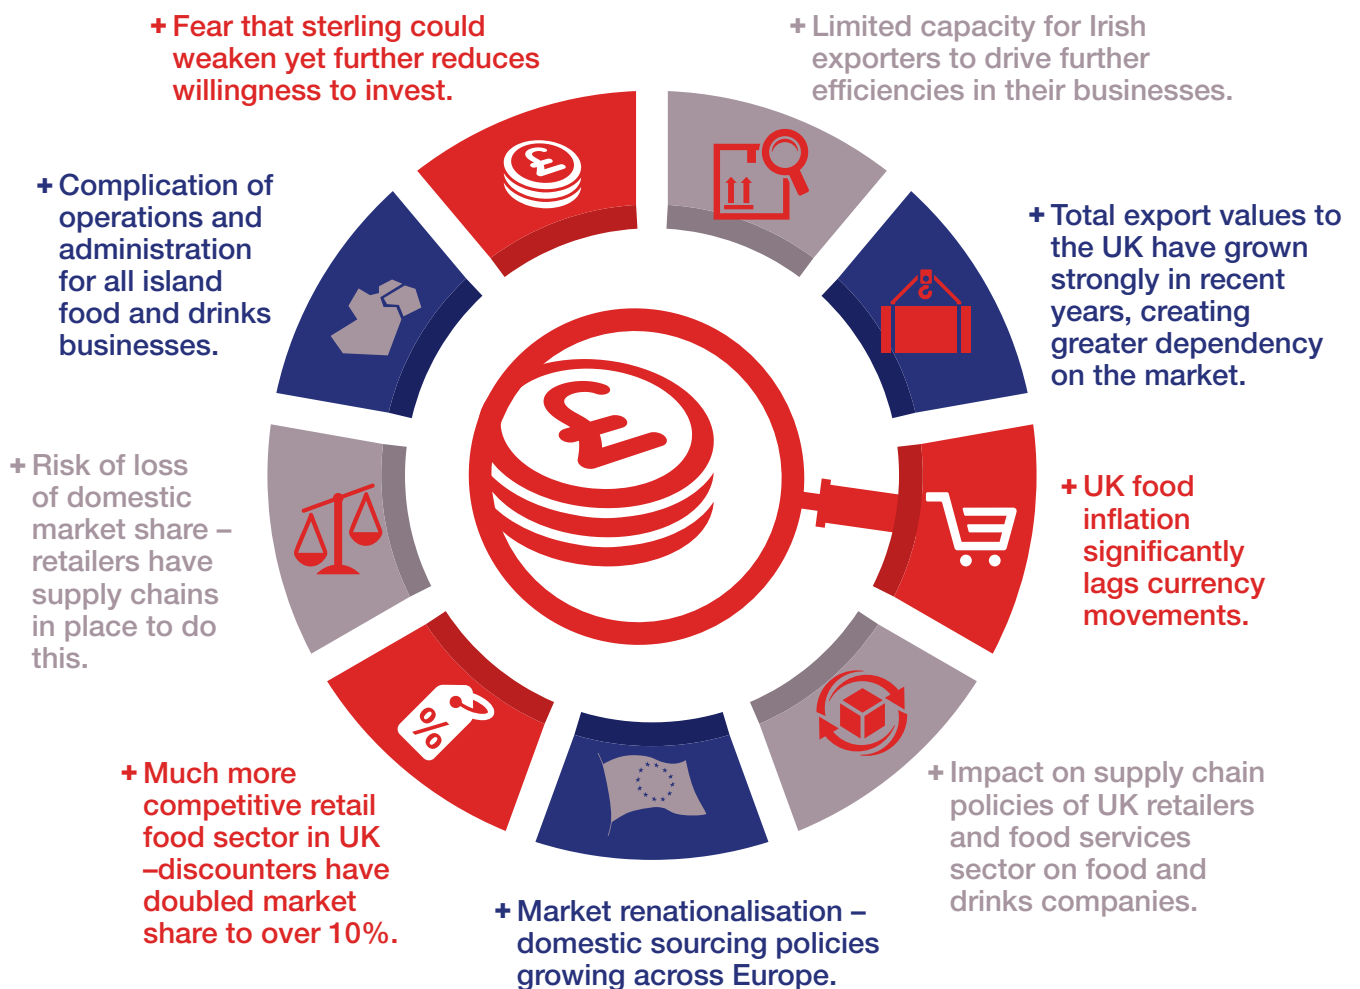 + Fear that sterling could
weaken yet further reduces
willingness to invest.
+ Limited capacity for Irish
exporters to drive further
efficiencies in their businesses.
+ Complication of
operations and
administration
for all island
food and drinks
businesses.
+ Total export values to
the UK have grown
strongly in recent
years, creating
greater dependency
on the market.
+ Risk of loss
of domestic
market share –
retailers have
supply chains
in place to do
this.
+ UK food
inflation
significantly
lags currency
movements.
+ Much more
competitive retail
food sector in UK
–discounters have
doubled market
share to over 10%.
+ Impact on supply chain
policies of UK retailers
and food services
sector on food and
drinks companies.
+ Market renationalisation –
domestic sourcing policies
growing across Europe.
£
£
%